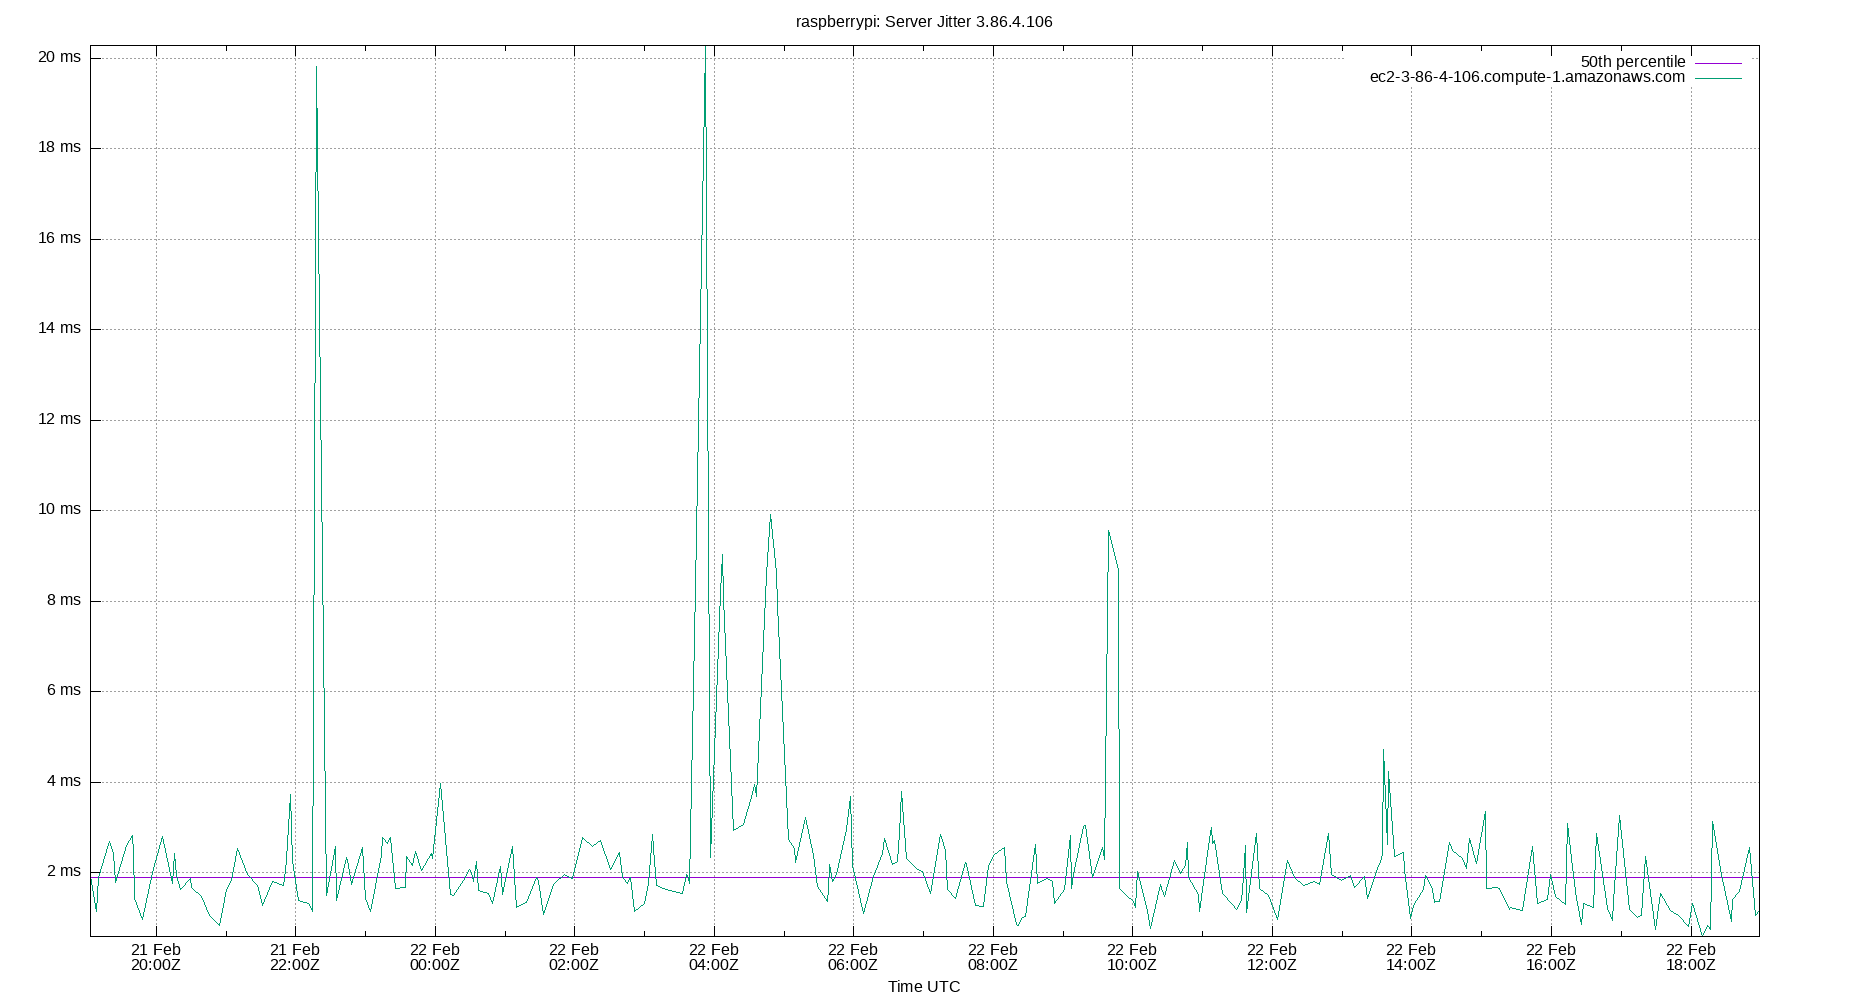 raspberrypi: Server Jitter 3.86.4.106
20 ms
18 ms
16 ms
14 ms
12 ms
10 ms
8 ms
6 ms
4 ms
2 ms
50th percentile
ec2-3-86-4-106.compute-1.amazonaws.com
21 Feb
20:00Z
21 Feb
22:00Z
22 Feb
00:00Z
22 Feb
02:00Z
22 Feb
04:00Z
22 Feb
06:00Z
22 Feb
08:00Z
22 Feb
10:00Z
22 Feb
12:00Z
22 Feb
14:00Z
22 Feb
16:00Z
22 Feb
18:00Z
Time UTC